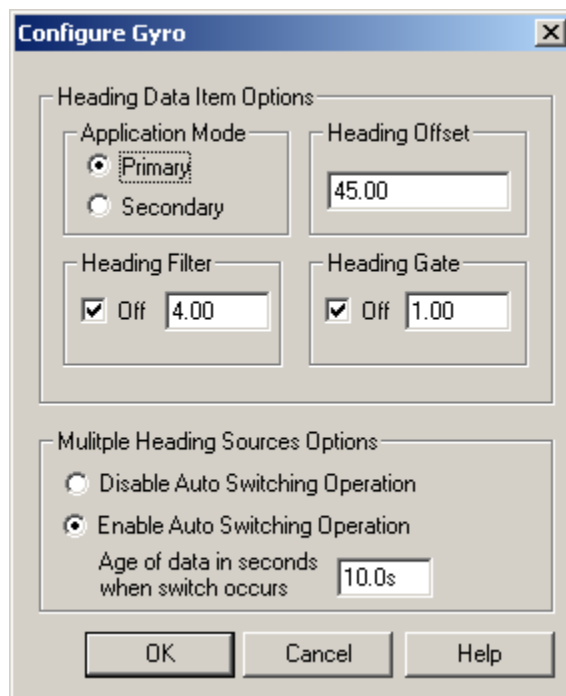 Configure Gyro
Heading Data Item Options
Application Mode
Primary
Secondary
Heading Offset
45.00
Heading Filter
Off 4.00
Heading Gate
Off 1.00
Mulitple Heading Sources Options
Disable Auto Switching Operation
Enable Auto Switching Operation
Age of data in seconds
when switch occurs
10.0s
OK Cancel Help